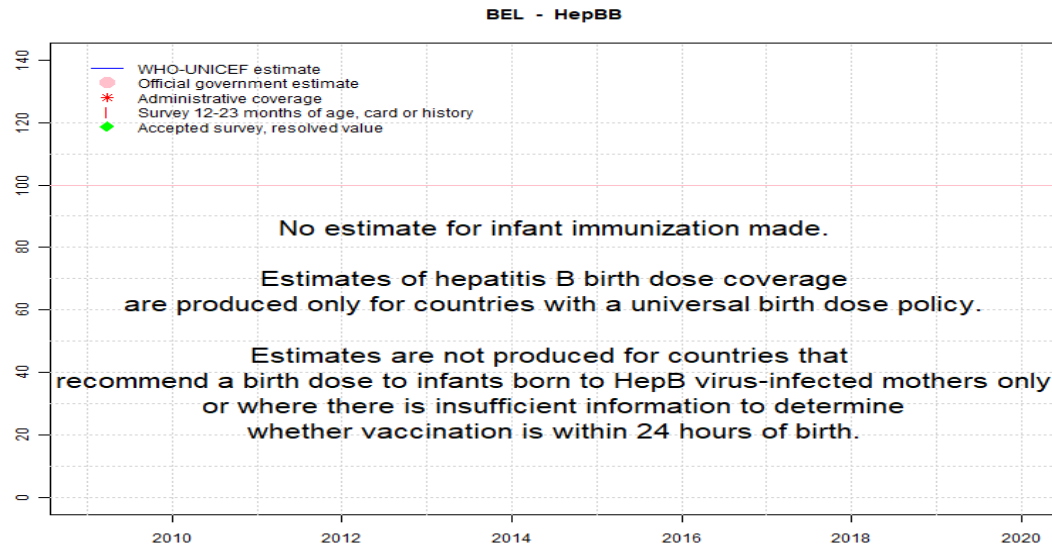 BEL - HepBB
140
120
100
80
60
40
20
0
WHO-UNICEF estimate
Official government estimate
Administrative coverage
Survey 12-23 months of age, card or history
Accepted survey, resolved value
No estimate for infant immunization made.
Estimates of hepatitis B birth dose coverage
are produced only for countries with a universal birth dose policy.
Estimates are not produced for countries that
recommend a birth dose to infants born to HepB virus-infected mothers only
or where there is insufficient information to determine
whether vaccination is within 24 hours of birth.
2010 2012 2014 2016 2018 2020